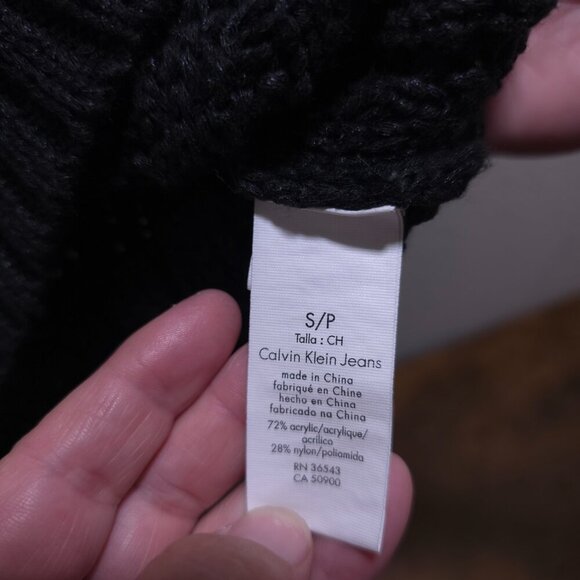 S/P
Talla : CH
Calvin Klein Jeans
made in China
fabriqué en Chine
hecho en China
fabricado na China
72% acrylic/acrylique/
acrílico
28% nylon/poliamida
RN 36543
CA 50900